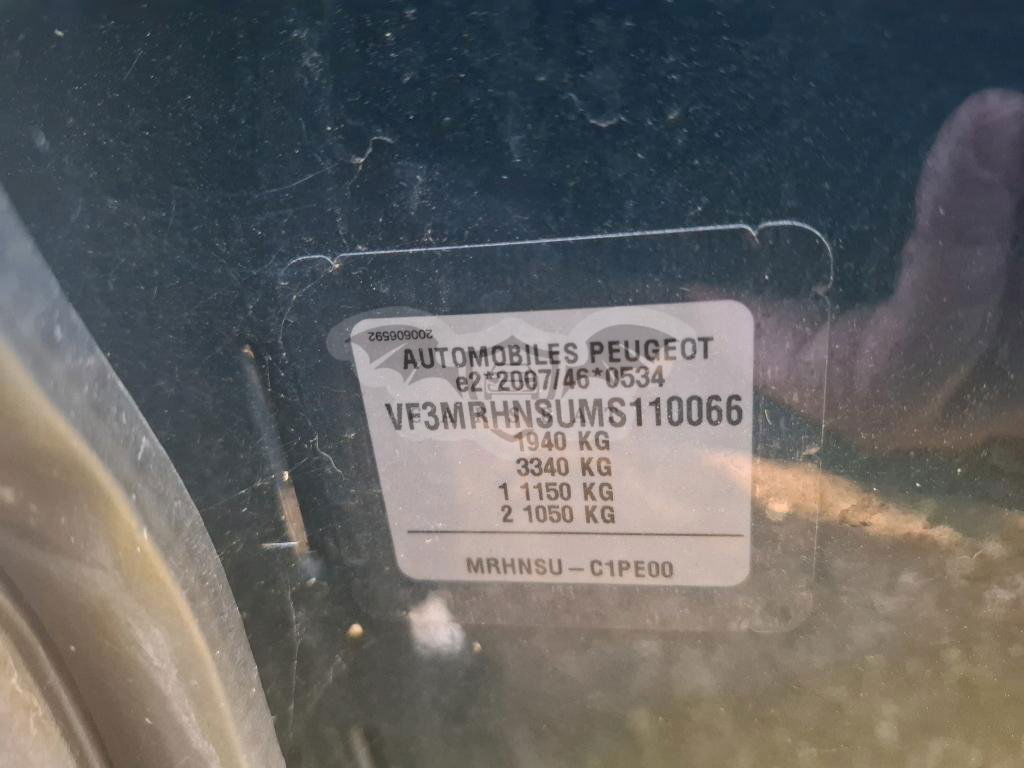 200606592
AUTOMOBILES PEUGEOT
e2*2007/46*0534
VF3MRHNSUMS110066
1940 KG
3340 KG
1 1150 KG
2 1050 KG
MRHNSU - C1PE00